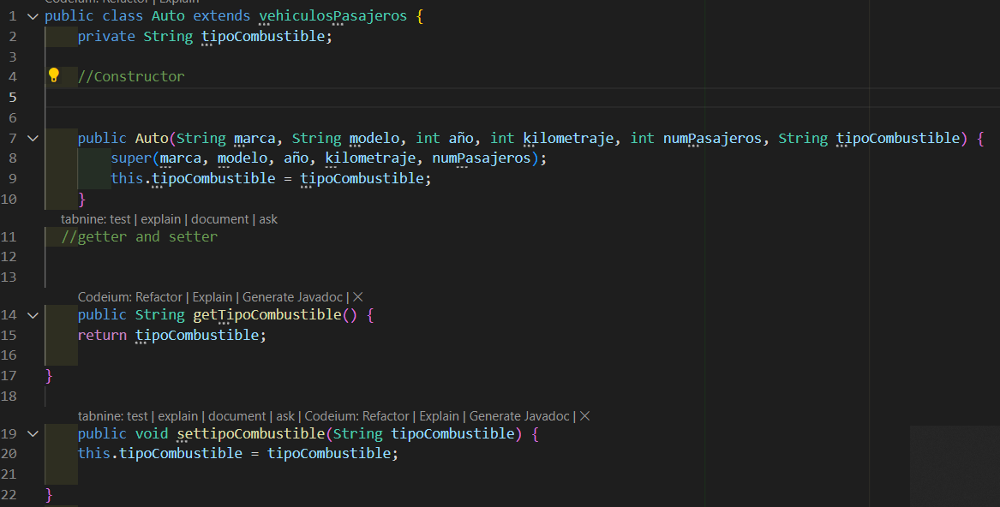 Codeium: Refactor | Explain
1 public class Auto extends vehiculosPasajeros {
2 private String tipoCombustible;
3
4 //Constructor
5
6
7 public Auto(String marca, String modelo, int año, int kilometraje, int numPasajeros, String tipoCombustible) {
8 super(marca, modelo, año, kilometraje, numPasajeros);
9 this.tipoCombustible = tipoCombustible;
10 }
tabnine: test | explain | document | ask
11 //getter and setter
12
13
Codeium: Refactor | Explain | Generate Javadoc | ×
14 public String getTipoCombustible() {
15 return tipoCombustible;
16
17 }
18
tabnine: test | explain | document | ask | Codeium: Refactor | Explain | Generate Javadoc | ×
19 public void settipoCombustible(String tipoCombustible) {
20 this.tipoCombustible = tipoCombustible;
21
22 }